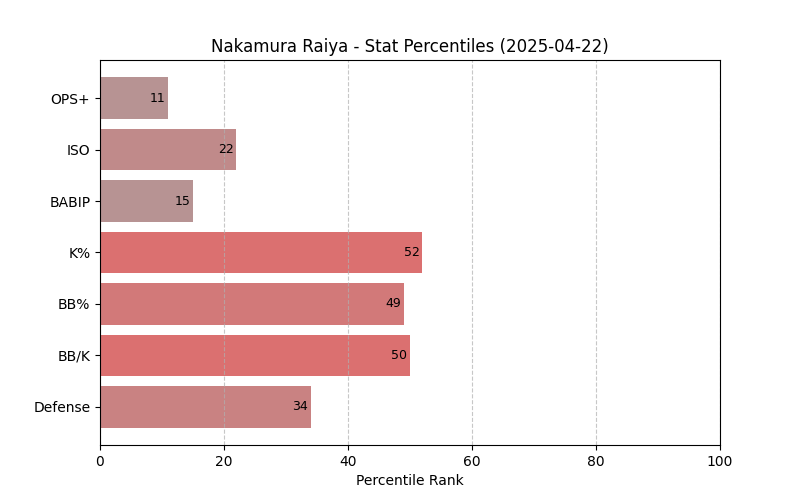 Nakamura Raiya - Stat Percentiles (2025-04-22)
OPS+ 11
ISO 22
BABIP 15
K% 52
BB% 49
BB/K 50
Defense 34
0 20 40 60 80 100
Percentile Rank